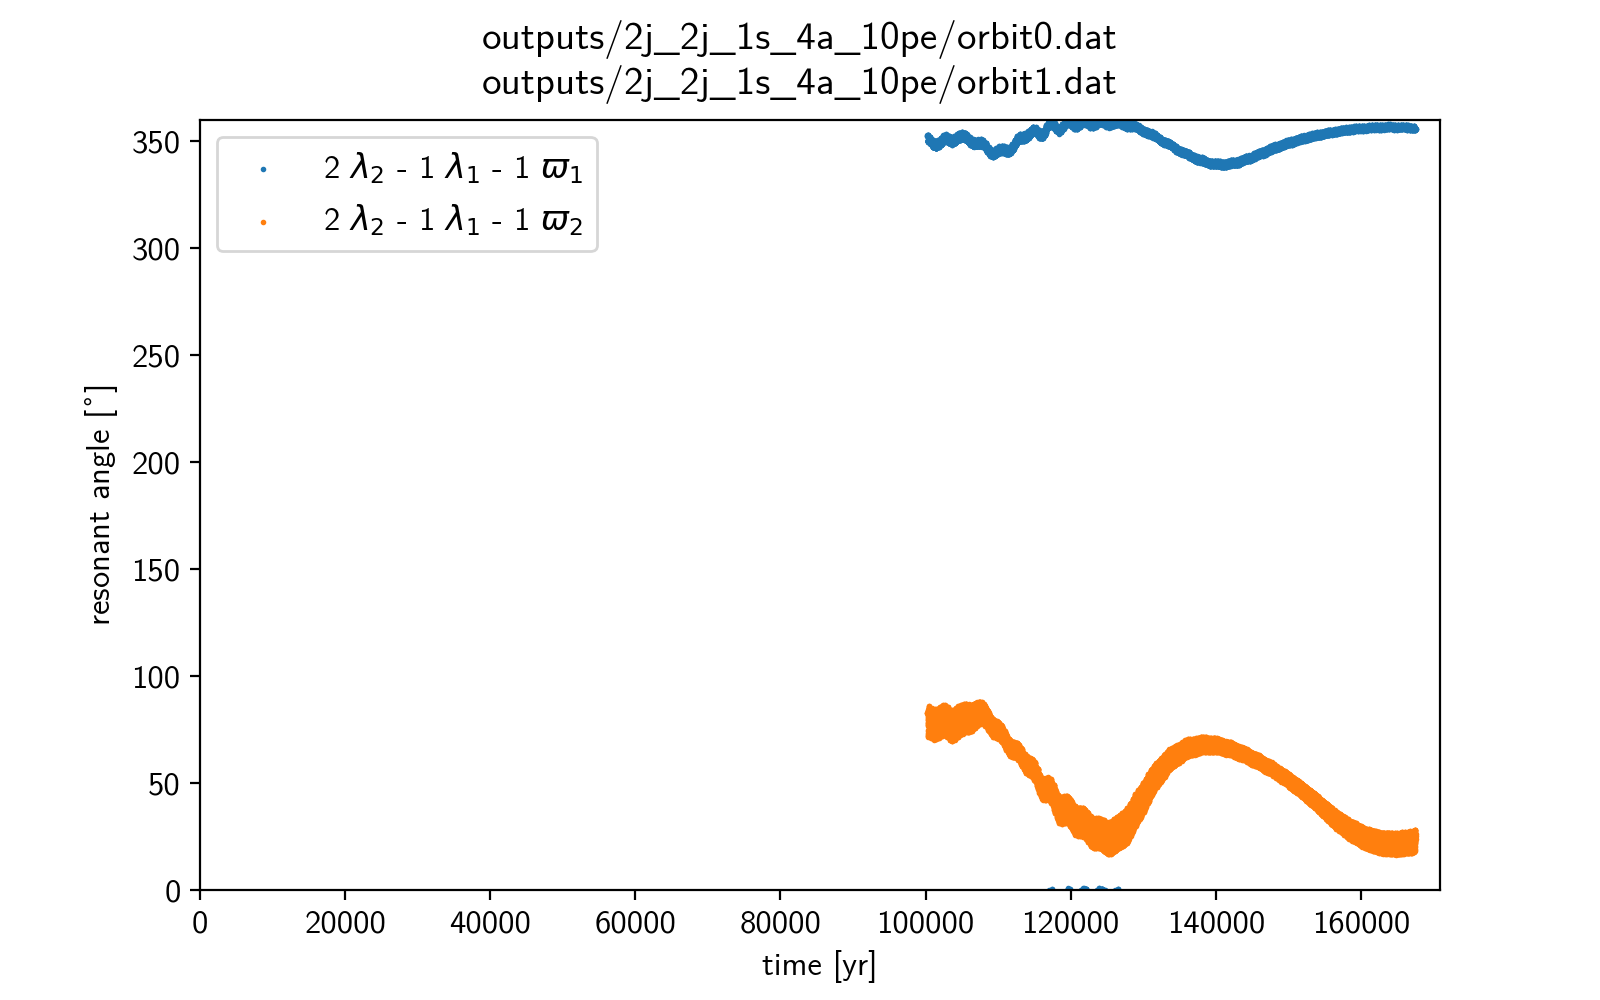 outputs/2j_2j_1s_4a_10pe/orbit0.dat
outputs/2j_2j_1s_4a_10pe/orbit1.dat
350
300
250
200
150
100
50
0
resonant angle [°]
2 λ₂ - 1 λ₁ - 1 ϖ₁
2 λ₂ - 1 λ₁ - 1 ϖ₂
0 20000 40000 60000 80000 100000 120000 140000 160000
time [yr]